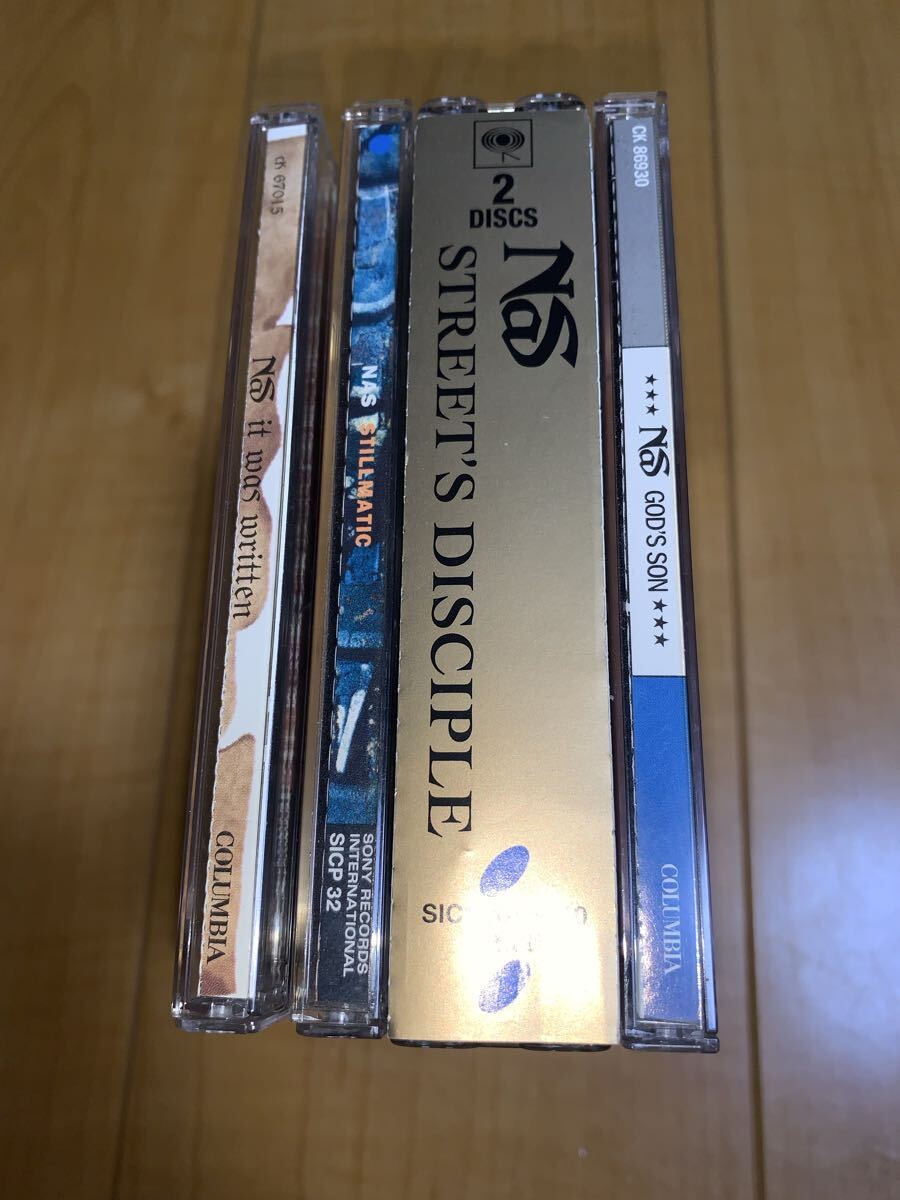 CK 67015
Nas it was written
COLUMBIA
NAS STILLMATIC
SONY RECORDS
INTERNATIONAL
SICP 32
2
DISCS
Nas
STREET'S DISCIPLE
CK 86930
★★★ Nas GOD'S SON ★★★
COLUMBIA